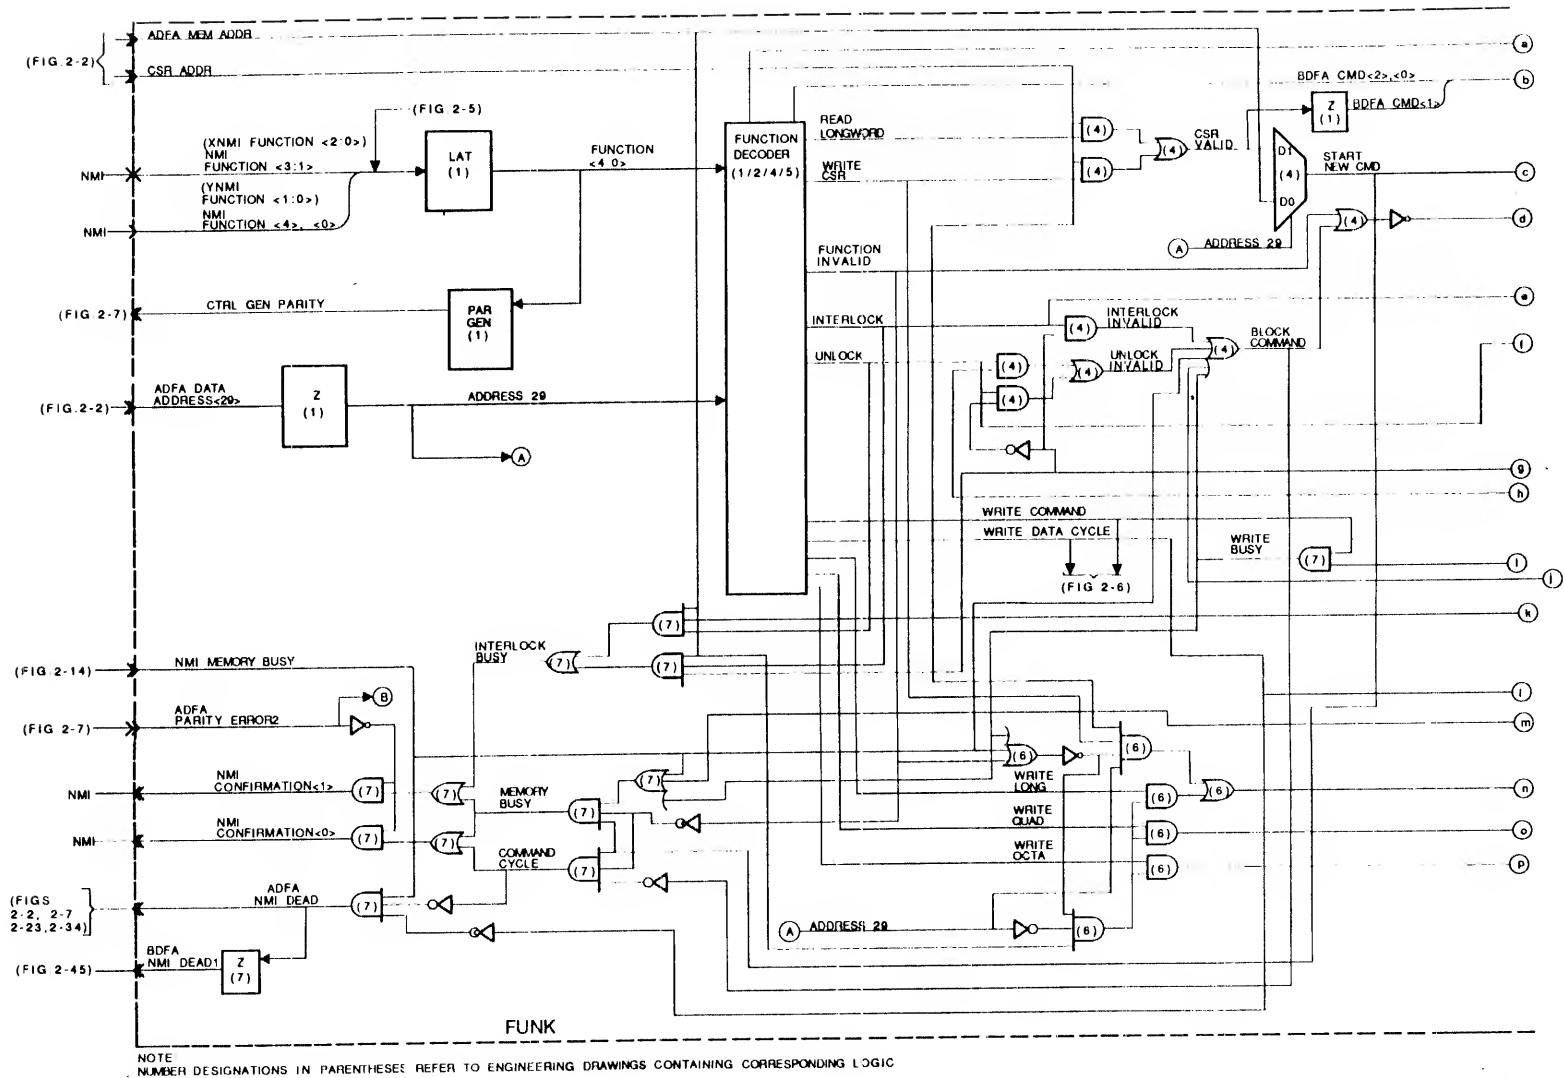 ADFA MEM ADDR
(FIG.2-2)
CSR ADDR
(FIG 2-5)
(XNMI FUNCTION <2:0>)
NMI
FUNCTION <3:1>
NMI
(YNMI
FUNCTION <1:0>)
NMI
FUNCTION <4>, <0>
NMI
LAT
(1)
FUNCTION
<4:0>
CTRL GEN PARITY
(FIG.2-7)
PAR
GEN
(1)
ADFA DATA
ADDRESS<29>
(FIG.2-2)
Z
(1)
ADDRESS 29
A
FUNCTION
DECODER
(1/2/4/5)
READ
LONGWORD
WRITE
CSR
FUNCTION
INVALID
INTERLOCK
UNLOCK
(4)
(4)
(4)
CSR
VALID
Z
(1)
BDFA CMD<2>,<0>
BDFA CMD<1>
D1
(4)
D0
START
NEW CMD
A
ADDRESS 29
(4)
(4)
INTERLOCK
INVALID
(4)
(4)
UNLOCK
INVALID
(4)
(4)
BLOCK
COMMAND
WRITE COMMAND
WRITE DATA CYCLE
(FIG 2-6)
WRITE
BUSY
(7)
a
b
c
d
e
f
g
h
i
j
k
l
m
n
o
p
(7)
INTERLOCK
BUSY
(7)
(7)
(FIG.2-14)
NMI MEMORY BUSY
B
ADFA
PARITY ERROR2
(FIG 2-7)
NMI
CONFIRMATION<1>
NMI
(7)
(7)
MEMORY
BUSY
(7)
(7)
NMI
CONFIRMATION<0>
NMI
(7)
(7)
COMMAND
CYCLE
(7)
(FIGS
2-2, 2-7
2-23,2-34)
ADFA
NMI DEAD
(7)
BDFA
NMI DEAD1
(FIG.2-45)
Z
(7)
(6)
(6)
WRITE
LONG
(6)
(6)
WRITE
QUAD
(6)
WRITE
OCTA
(6)
A
ADDRESS 29
(6)
FUNK
NOTE
NUMBER DESIGNATIONS IN PARENTHESES REFER TO ENGINEERING DRAWINGS CONTAINING CORRESPONDING LOGIC